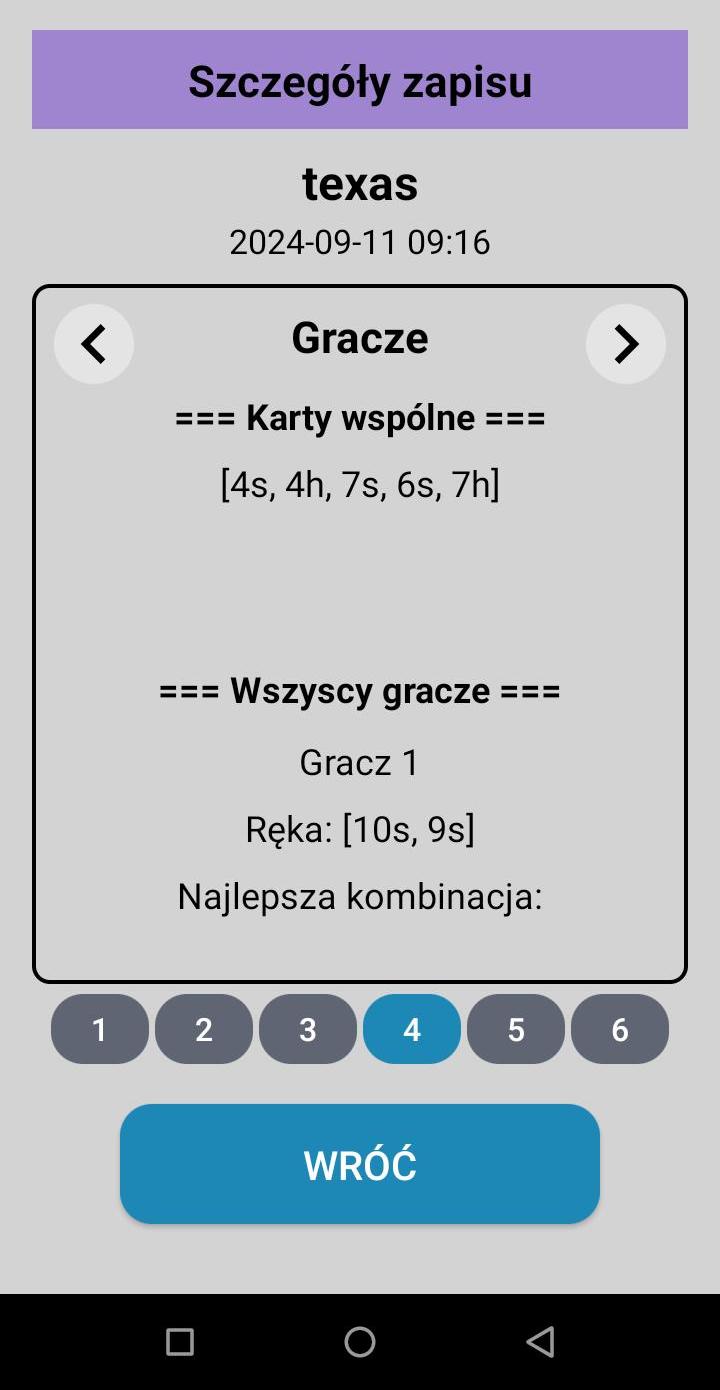 Szczegóły zapisu
texas
2024-09-11 09:16
Gracze
=== Karty wspólne ===
[4s, 4h, 7s, 6s, 7h]
=== Wszyscy gracze ===
Gracz 1
Ręka: [10s, 9s]
Najlepsza kombinacja:
1 2 3 4 5 6
WRÓĆ